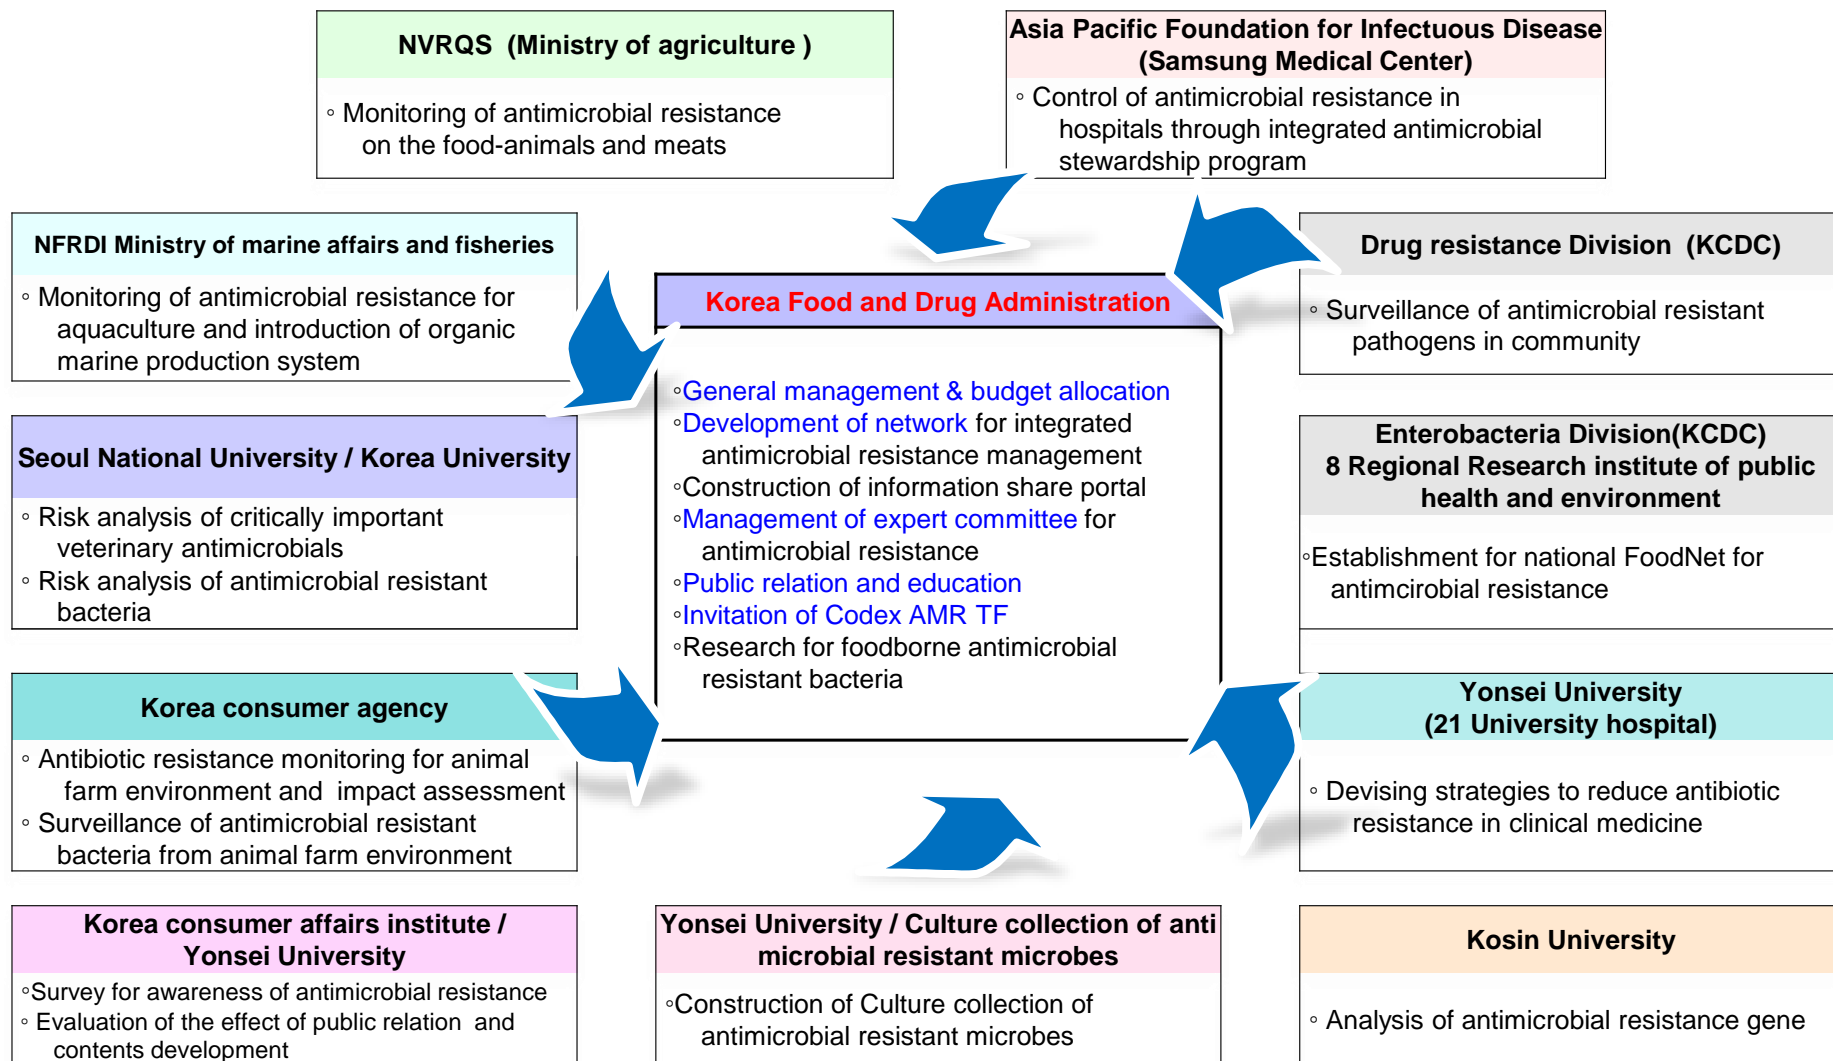 NVRQS (Ministry of agriculture )
◦ Monitoring of antimicrobial resistance
on the food-animals and meats
Asia Pacific Foundation for Infectuous Disease
(Samsung Medical Center)
◦ Control of antimicrobial resistance in
hospitals through integrated antimicrobial
stewardship program
NFRDI Ministry of marine affairs and fisheries
◦ Monitoring of antimicrobial resistance for
aquaculture and introduction of organic
marine production system
Drug resistance Division (KCDC)
◦ Surveillance of antimicrobial resistant
pathogens in community
Korea Food and Drug Administration
◦General management & budget allocation
◦Development of network for integrated
antimicrobial resistance management
◦Construction of information share portal
◦Management of expert committee for
antimicrobial resistance
◦Public relation and education
◦Invitation of Codex AMR TF
◦Research for foodborne antimicrobial
resistant bacteria
Seoul National University / Korea University
◦ Risk analysis of critically important
veterinary antimicrobials
◦ Risk analysis of antimicrobial resistant
bacteria
Enterobacteria Division(KCDC)
8 Regional Research institute of public
health and environment
◦Establishment for national FoodNet for
antimcirobial resistance
Korea consumer agency
◦ Antibiotic resistance monitoring for animal
farm environment and impact assessment
◦ Surveillance of antimicrobial resistant
bacteria from animal farm environment
Yonsei University
(21 University hospital)
◦ Devising strategies to reduce antibiotic
resistance in clinical medicine
Korea consumer affairs institute /
Yonsei University
◦Survey for awareness of antimicrobial resistance
◦ Evaluation of the effect of public relation and
contents development
Yonsei University / Culture collection of anti
microbial resistant microbes
◦Construction of Culture collection of
antimicrobial resistant microbes
Kosin University
◦ Analysis of antimicrobial resistance gene